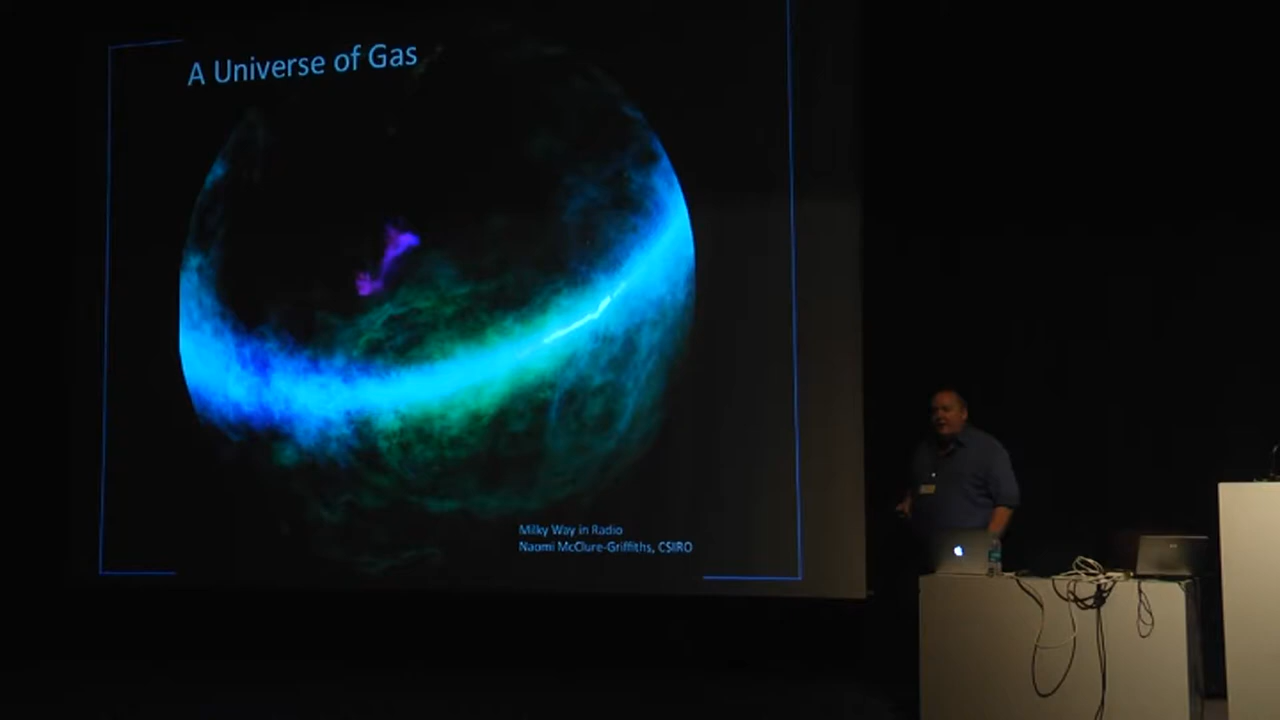 A Universe of Gas
Milky Way in Radio
Naomi McClure-Griffiths, CSIRO